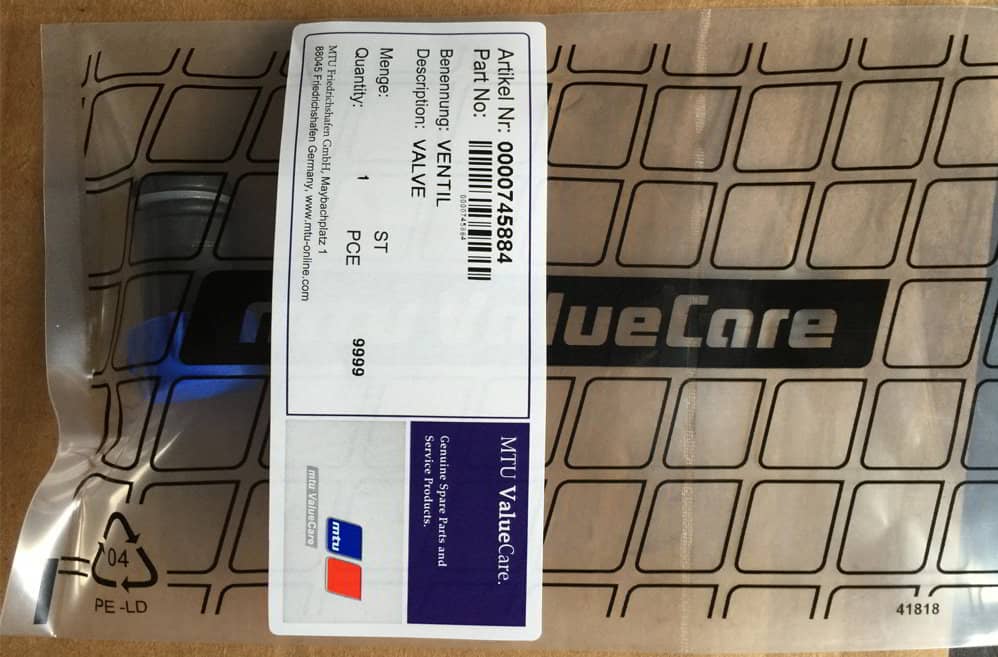 Artikel Nr: 0000745884
Part No:
0000745884
Benennung: VENTIL
Description: VALVE
Menge: ST
Quantity: 1 PCE 9999
MTU Friedrichshafen GmbH, Maybachplatz 1
88045 Friedrichshafen Germany, www.mtu-online.com
MTU ValueCare.
Genuine Spare Parts and
Service Products.
mtu
mtu ValueCare
mtu ValueCare
04
PE-LD
41818